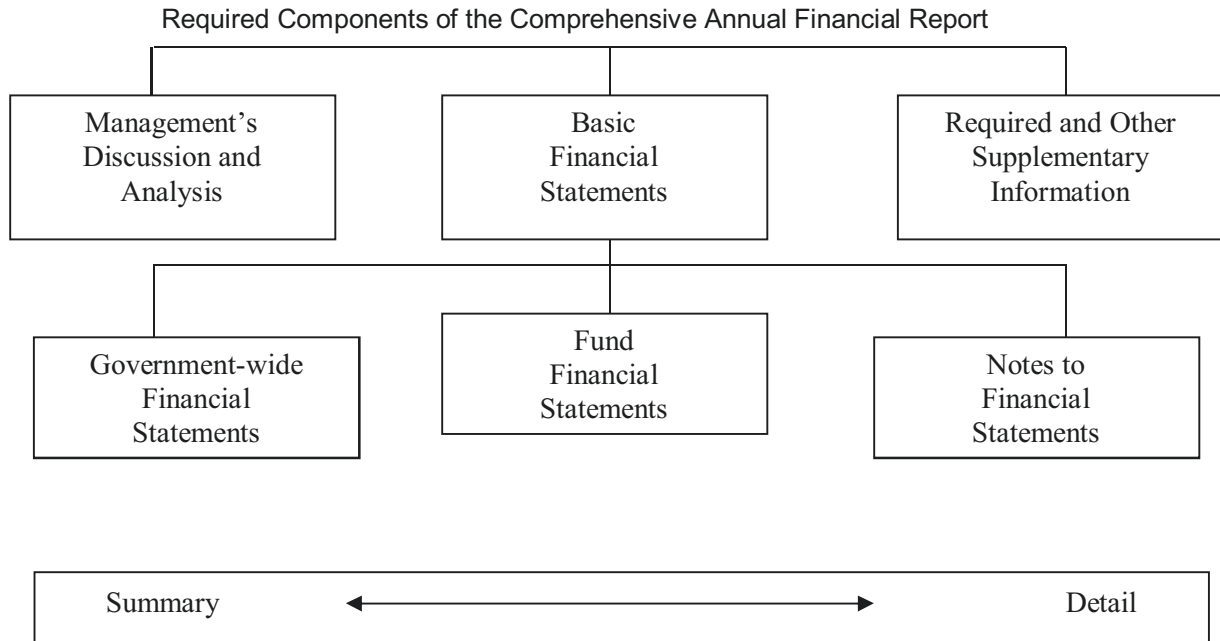 Required Components of the Comprehensive Annual Financial Report
Management’s
Discussion and
Analysis
Basic
Financial
Statements
Required and Other
Supplementary
Information
Government-wide
Financial
Statements
Fund
Financial
Statements
Notes to
Financial
Statements
Summary
Detail